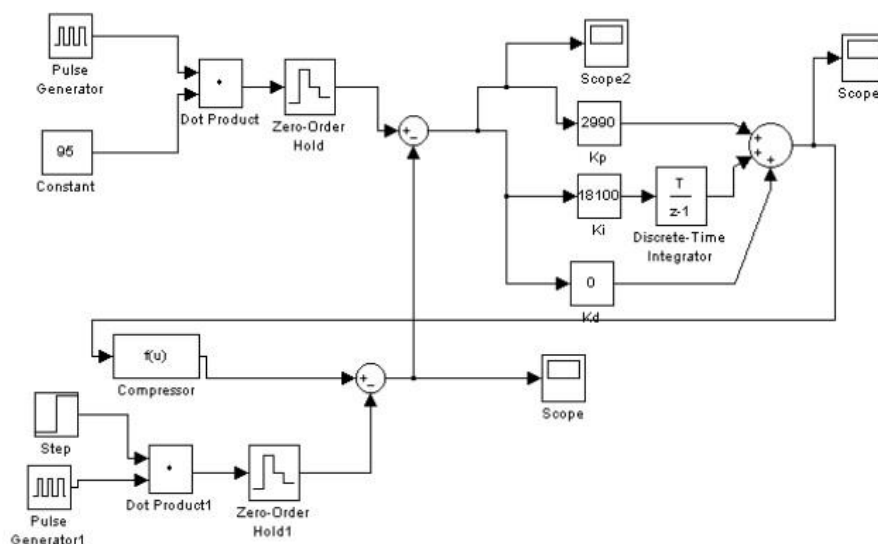 Pulse
Generator
Dot Product
Zero-Order
Hold
95
Constant
+
−
Scope2
2990
Kp
18100
Ki
T
z-1
Discrete-Time
Integrator
0
Kd
+
+
+
Scope
f(u)
Compressor
+
−
Scope
Step
Pulse
Generator1
Dot Product1
Zero-Order
Hold1